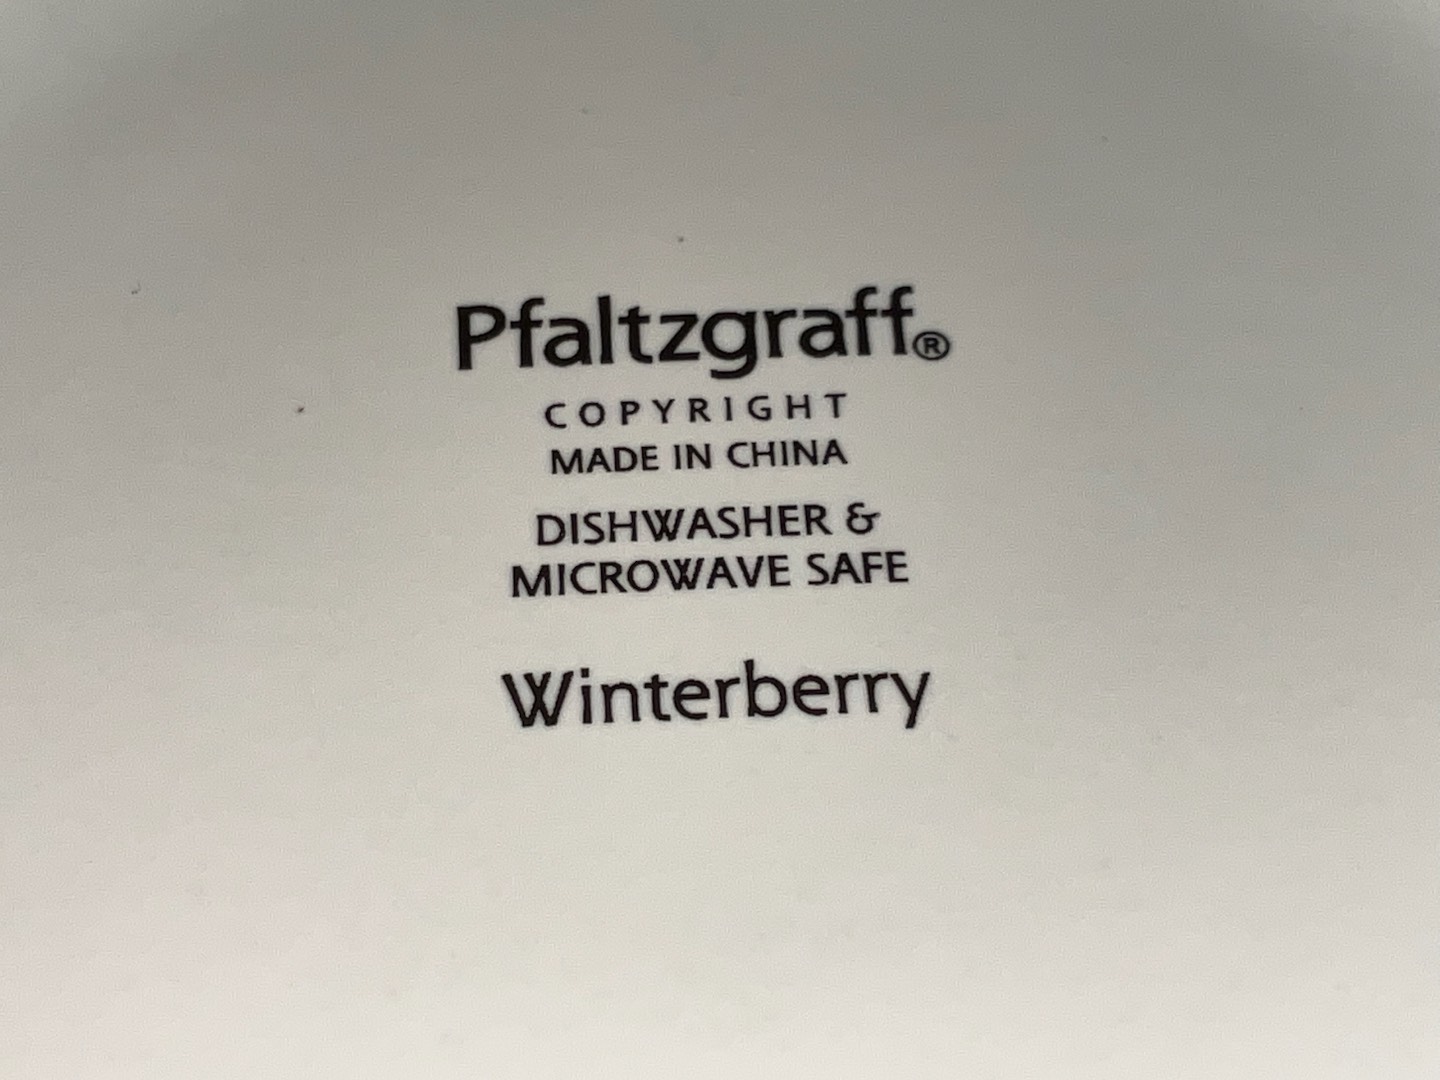 Pfaltzgraff®
COPYRIGHT
MADE IN CHINA
DISHWASHER &
MICROWAVE SAFE
Winterberry